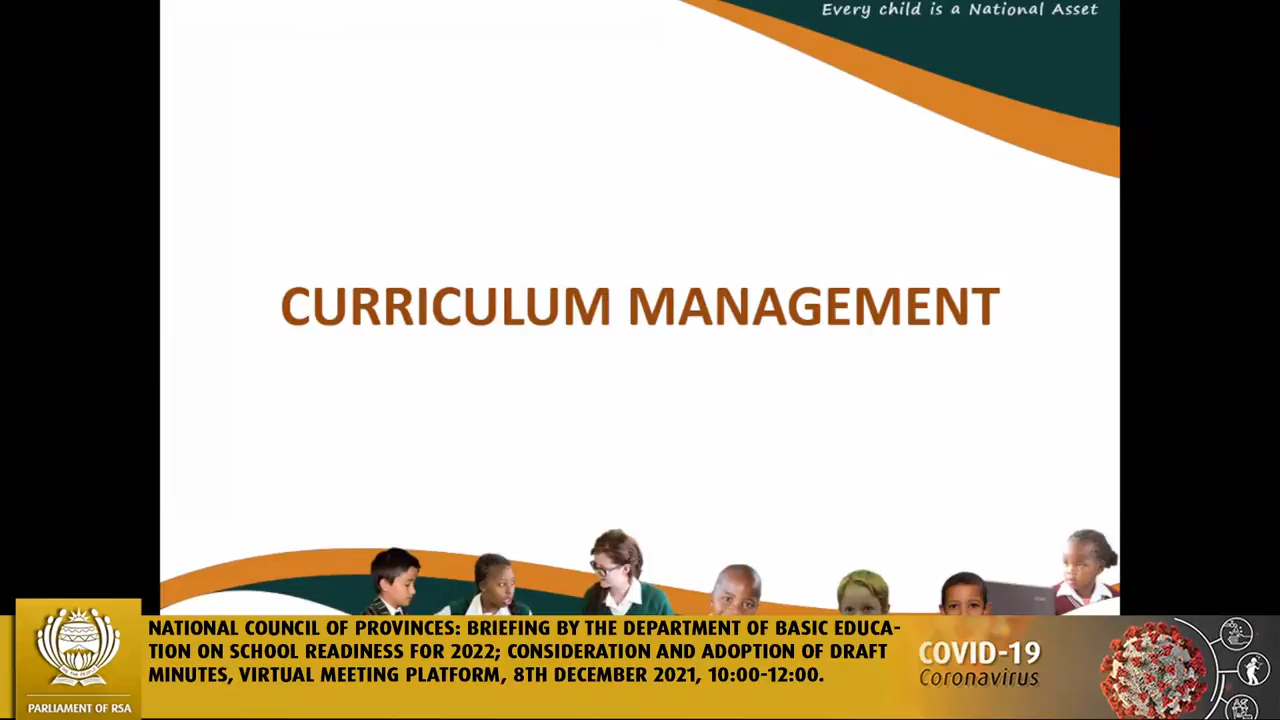 Every child is a National Asset
CURRICULUM MANAGEMENT
NATIONAL COUNCIL OF PROVINCES: BRIEFING BY THE DEPARTMENT OF BASIC EDUCA-
TION ON SCHOOL READINESS FOR 2022; CONSIDERATION AND ADOPTION OF DRAFT
MINUTES, VIRTUAL MEETING PLATFORM, 8TH DECEMBER 2021, 10:00-12:00.
PARLIAMENT OF RSA
COVID-19
Coronavirus